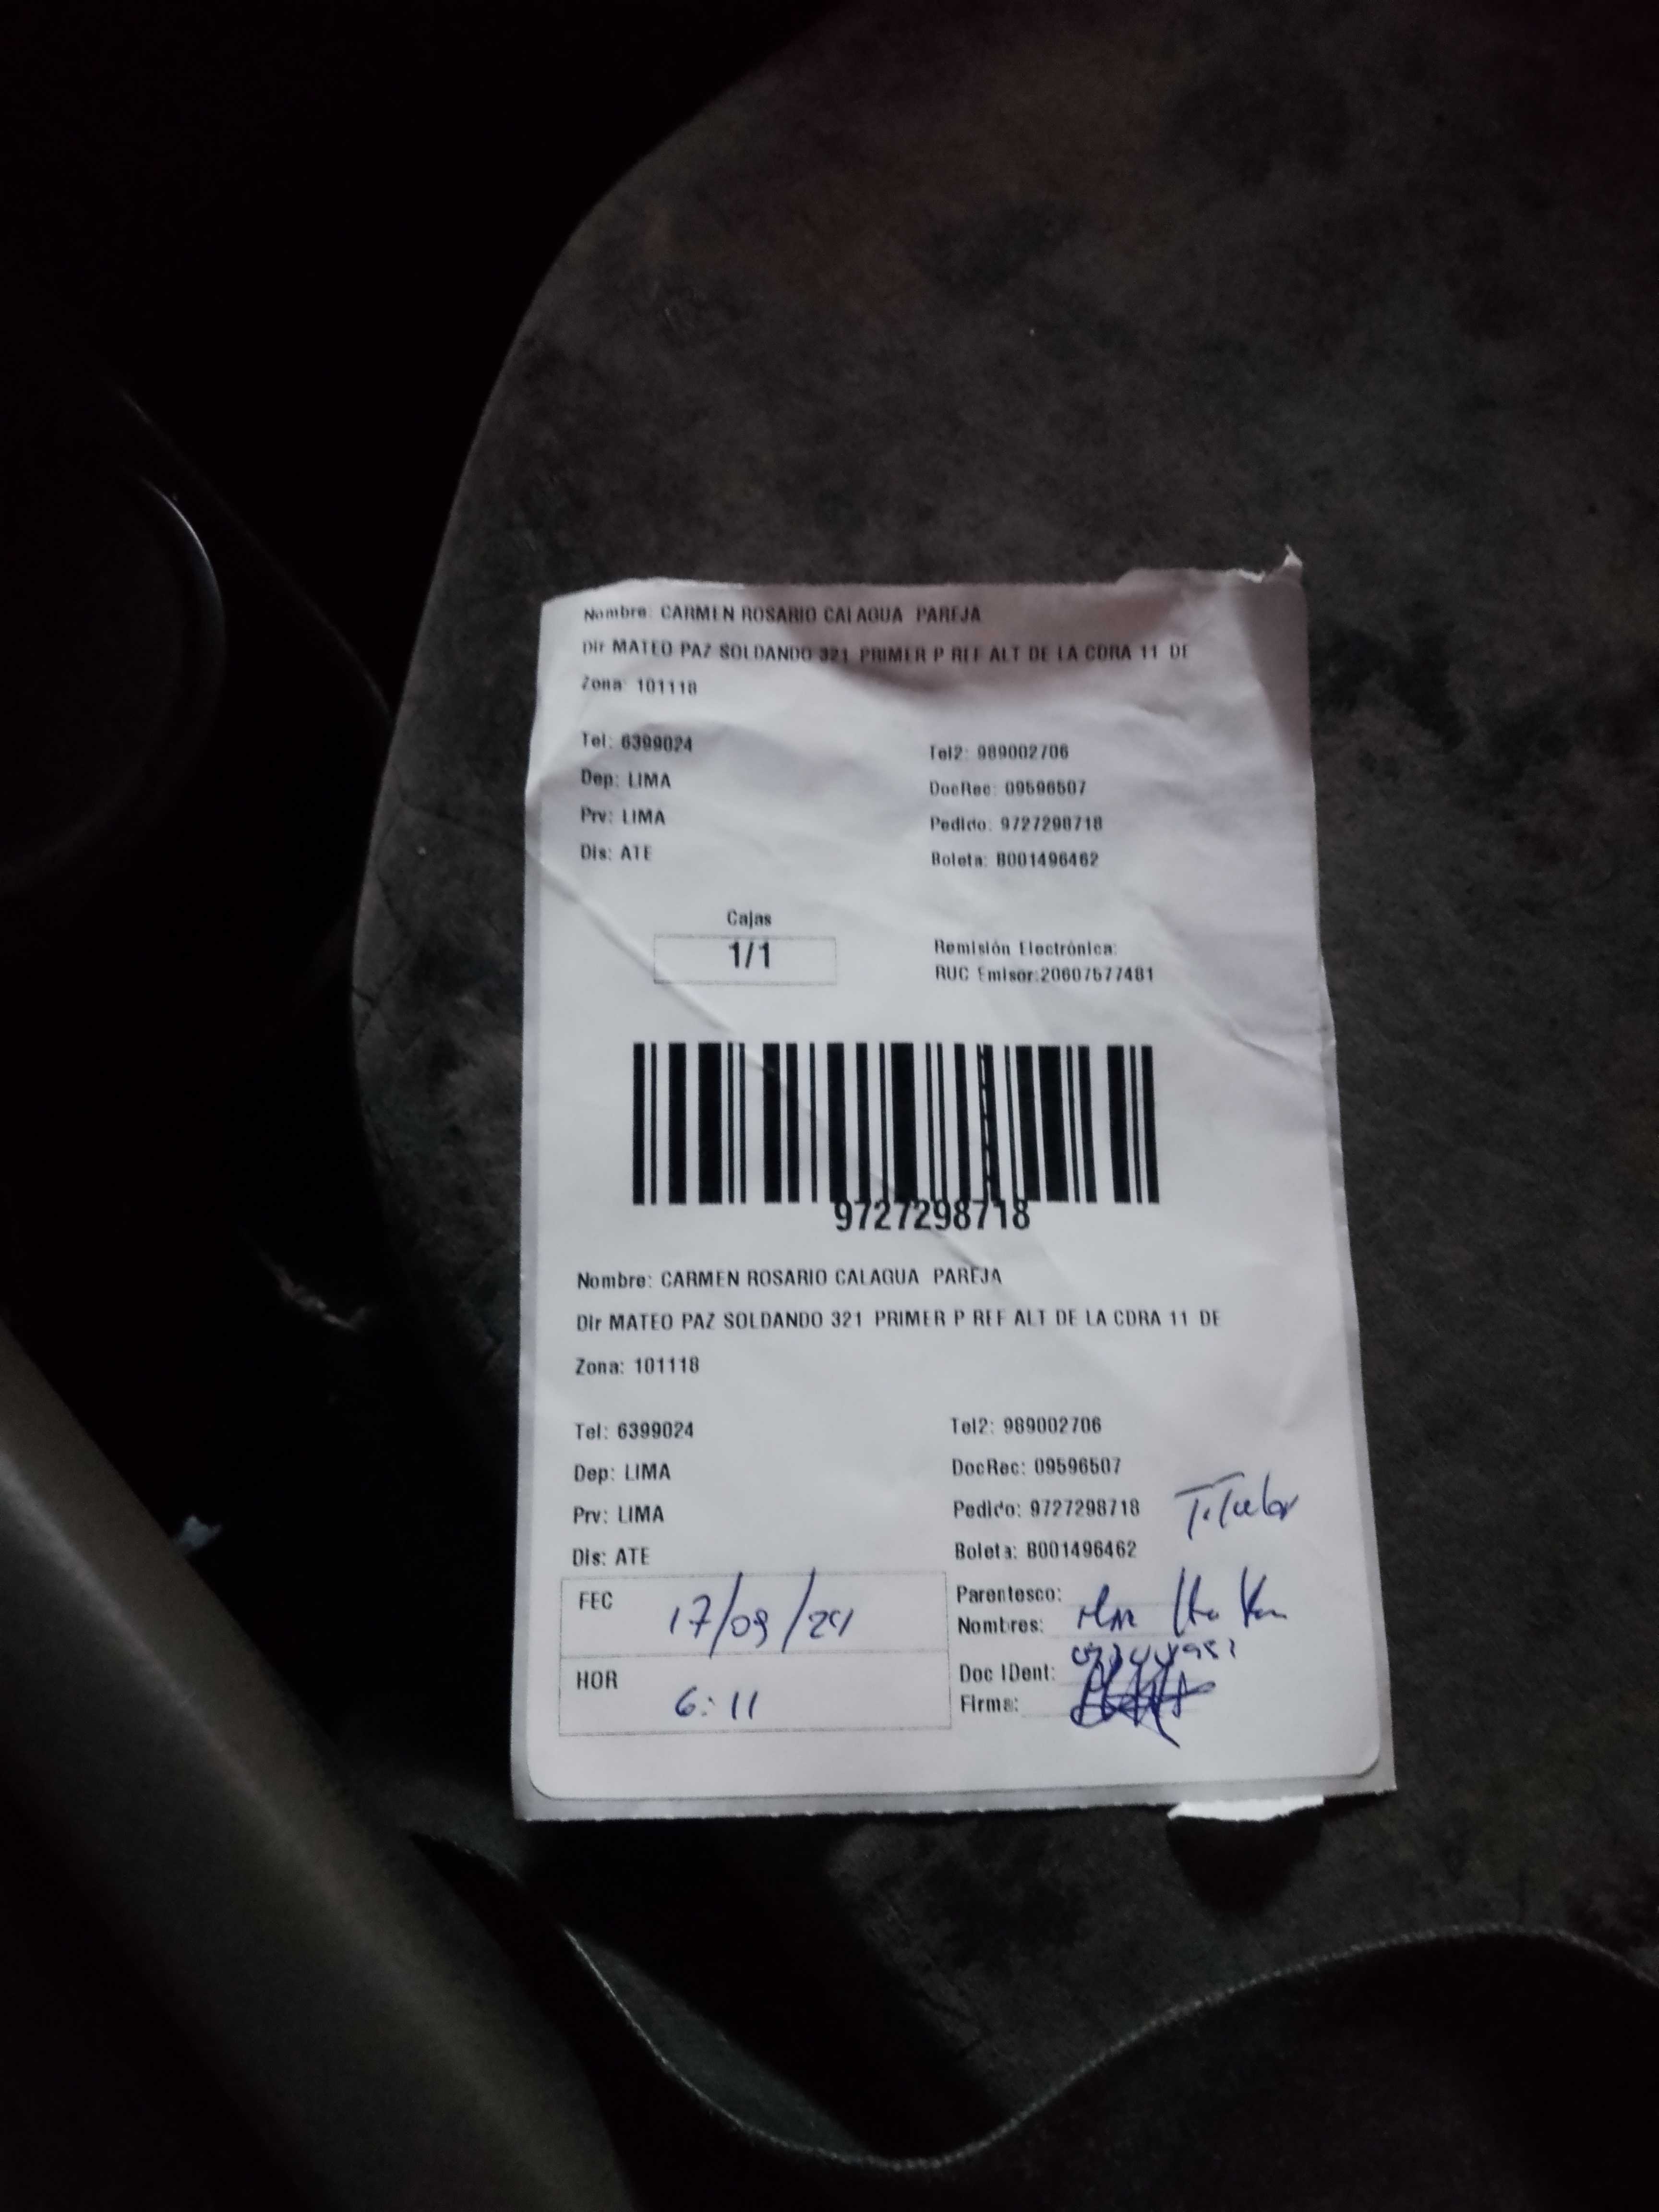 Nombre: CARMEN ROSARIO CALAGUA PAREJA
Dir MATEO PAZ SOLDANDO 321 PRIMER P REF ALT DE LA CDRA 11 DE
Zona: 101118
Tel: 6399024 Tel2: 989002706
Dep: LIMA DocRec: 09596507
Prv: LIMA Pedido: 9727298718
Dis: ATE Boleta: B001496462
Cajas
1/1
Remisión Electrónica:
RUC Emisor:20607577481
9727298718
Nombre: CARMEN ROSARIO CALAGUA PAREJA
Dir MATEO PAZ SOLDANDO 321 PRIMER P REF ALT DE LA CDRA 11 DE
Zona: 101118
Tel: 6399024 Tel2: 989002706
Dep: LIMA DocRec: 09596507
Prv: LIMA Pedido: 9727298718 Titular
Dis: ATE Boleta: B001496462
FEC 17/09/24
HOR 6:11
Parentesco:
Nombres:
Doc IDent:
Firma: